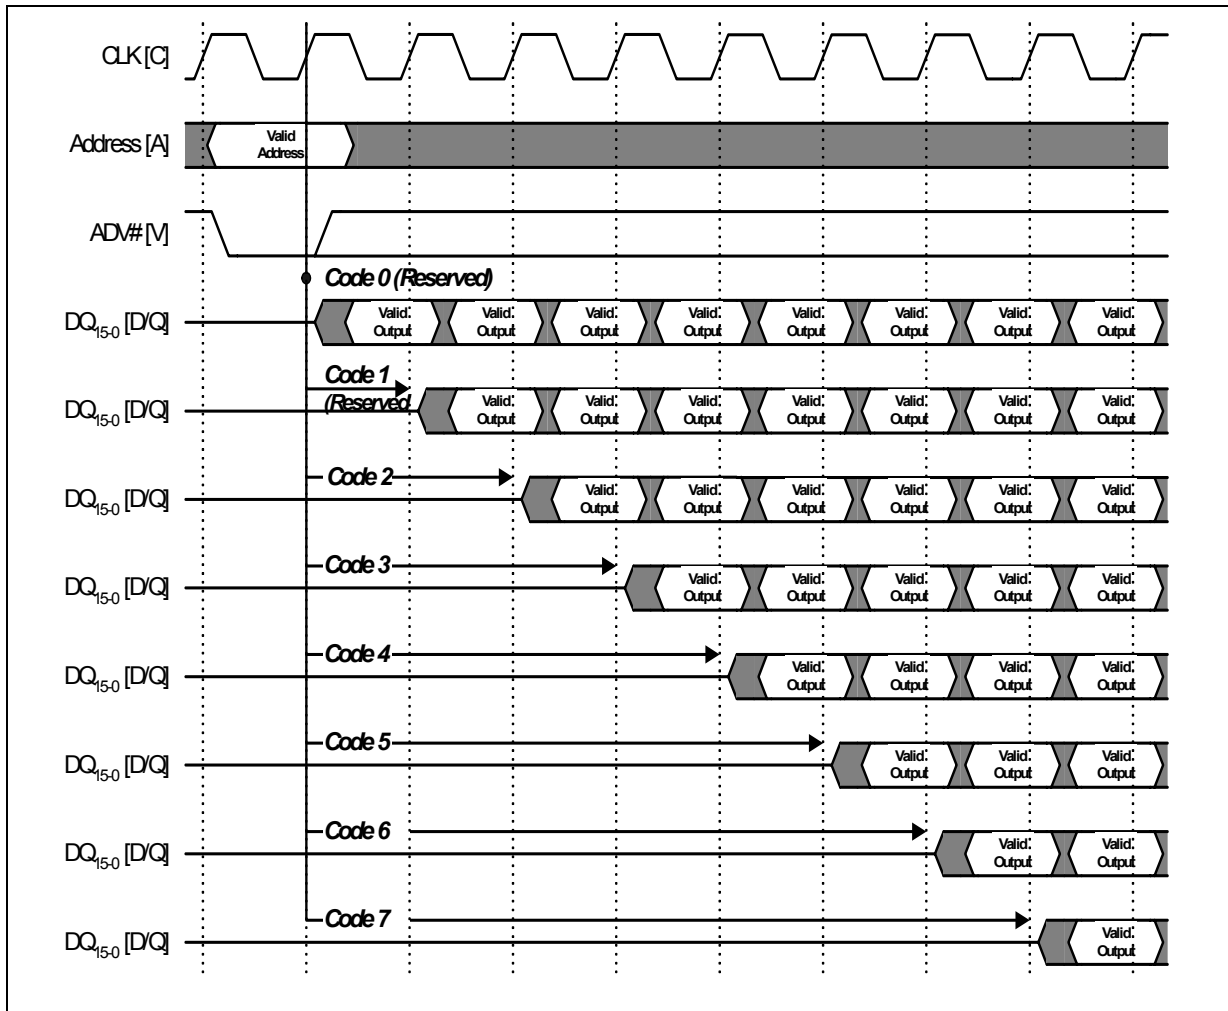 CLK [C]
Address [A]
Valid
Address
ADV# [V]
Code 0 (Reserved)
DQ15-0 [D/Q]
Valid Output Valid Output Valid Output Valid Output Valid Output Valid Output Valid Output Valid Output
Code 1
(Reserved
DQ15-0 [D/Q]
Valid Output Valid Output Valid Output Valid Output Valid Output Valid Output Valid Output
Code 2
DQ15-0 [D/Q]
Valid Output Valid Output Valid Output Valid Output Valid Output Valid Output
Code 3
DQ15-0 [D/Q]
Valid Output Valid Output Valid Output Valid Output Valid Output
Code 4
DQ15-0 [D/Q]
Valid Output Valid Output Valid Output Valid Output
Code 5
DQ15-0 [D/Q]
Valid Output Valid Output Valid Output
Code 6
DQ15-0 [D/Q]
Valid Output Valid Output
Code 7
DQ15-0 [D/Q]
Valid Output